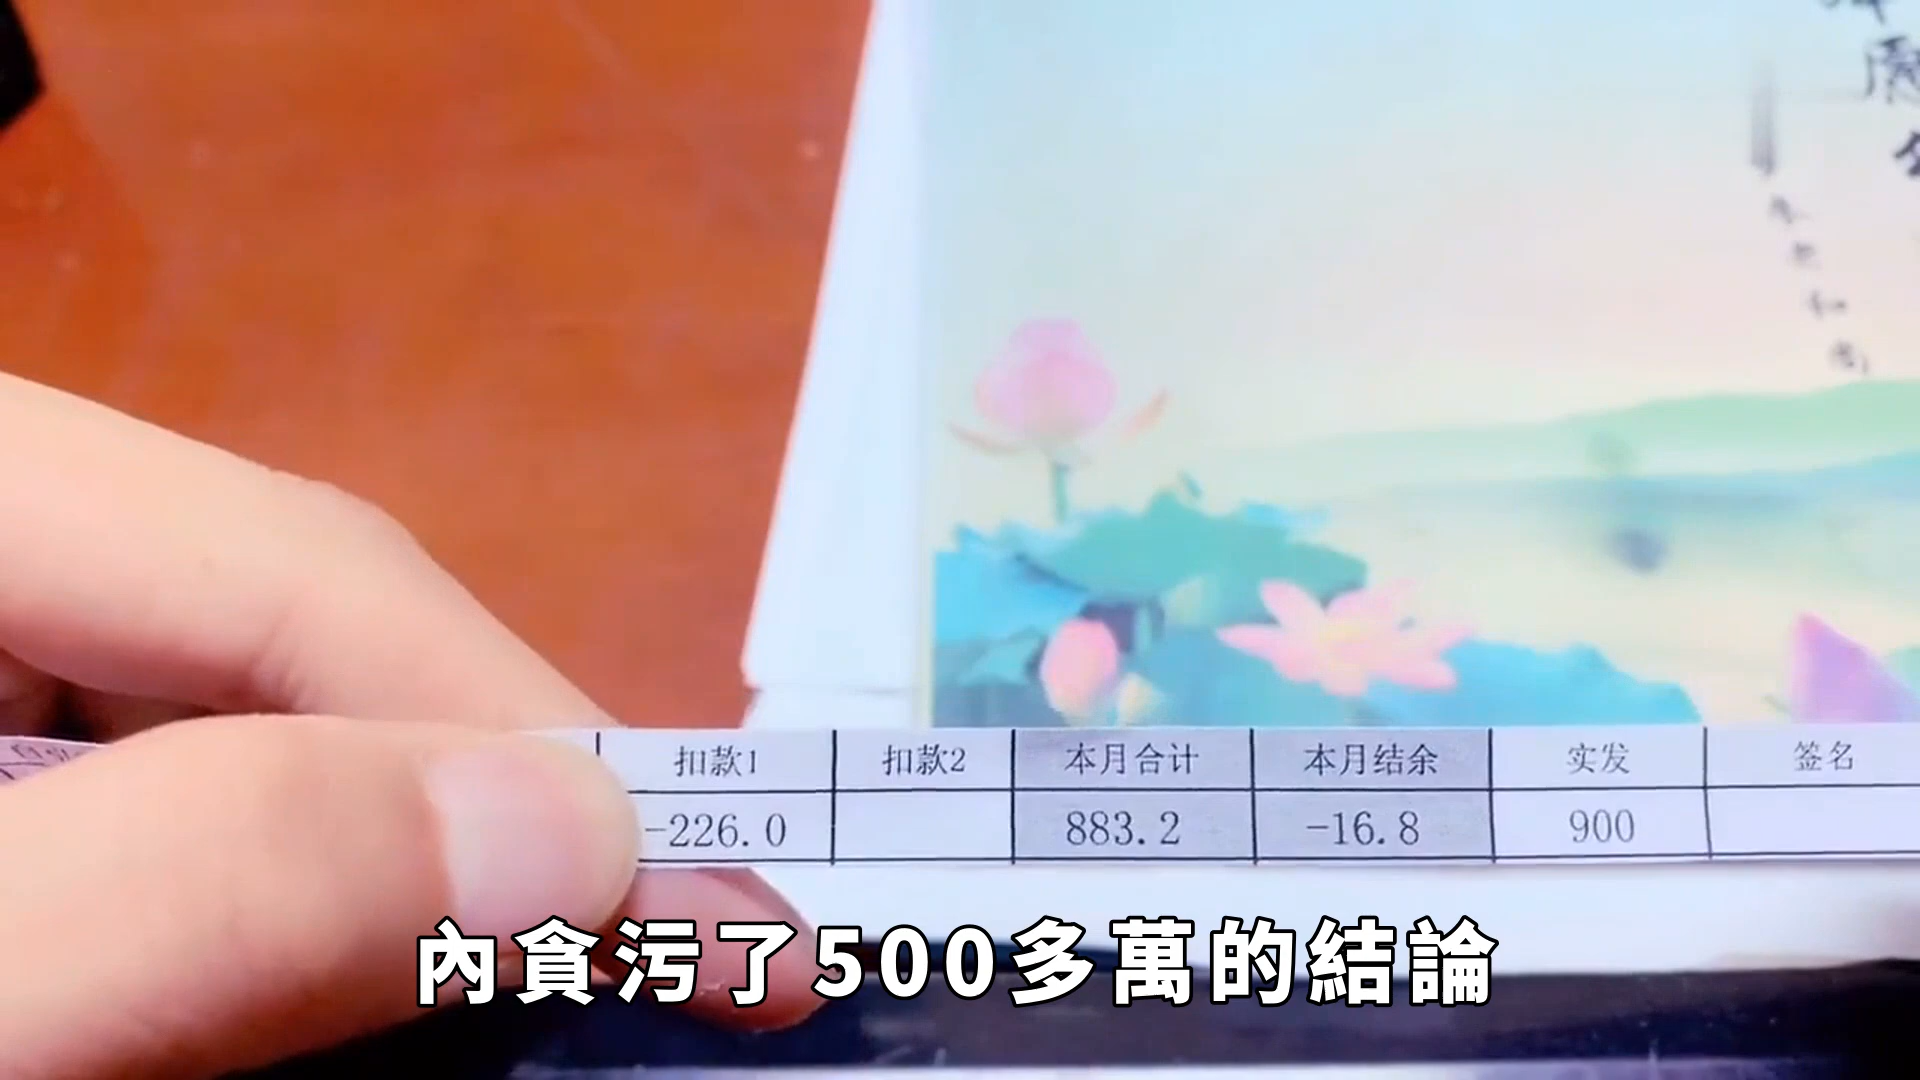 扣款1 扣款2 本月合计 本月结余 实发 签名
-226.0 883.2 -16.8 900
內貪污了500多萬的結論